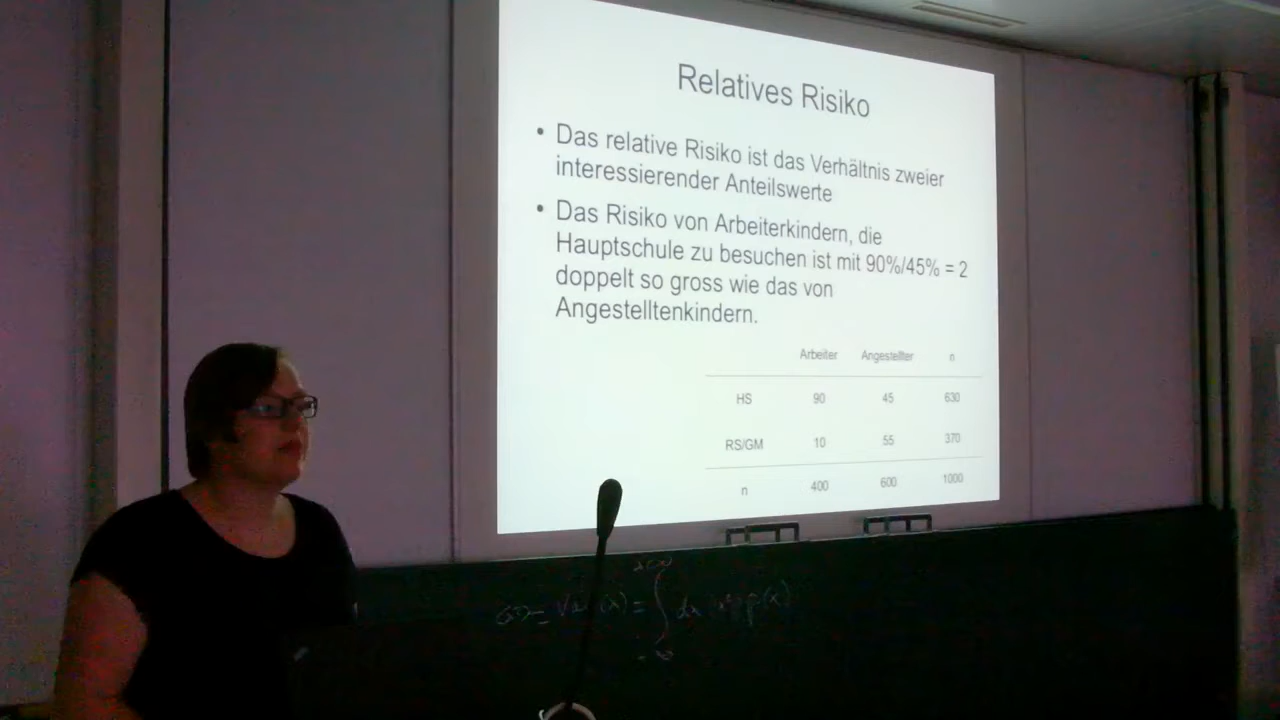 Relatives Risiko
• Das relative Risiko ist das Verhältnis zweier
interessierender Anteilswerte
• Das Risiko von Arbeiterkindern, die
Hauptschule zu besuchen ist mit 90%/45% = 2
doppelt so gross wie das von
Angestelltenkindern.
Arbeiter Angestellter n
HS 90 45 630
RS/GM 10 55 370
n 400 600 1000